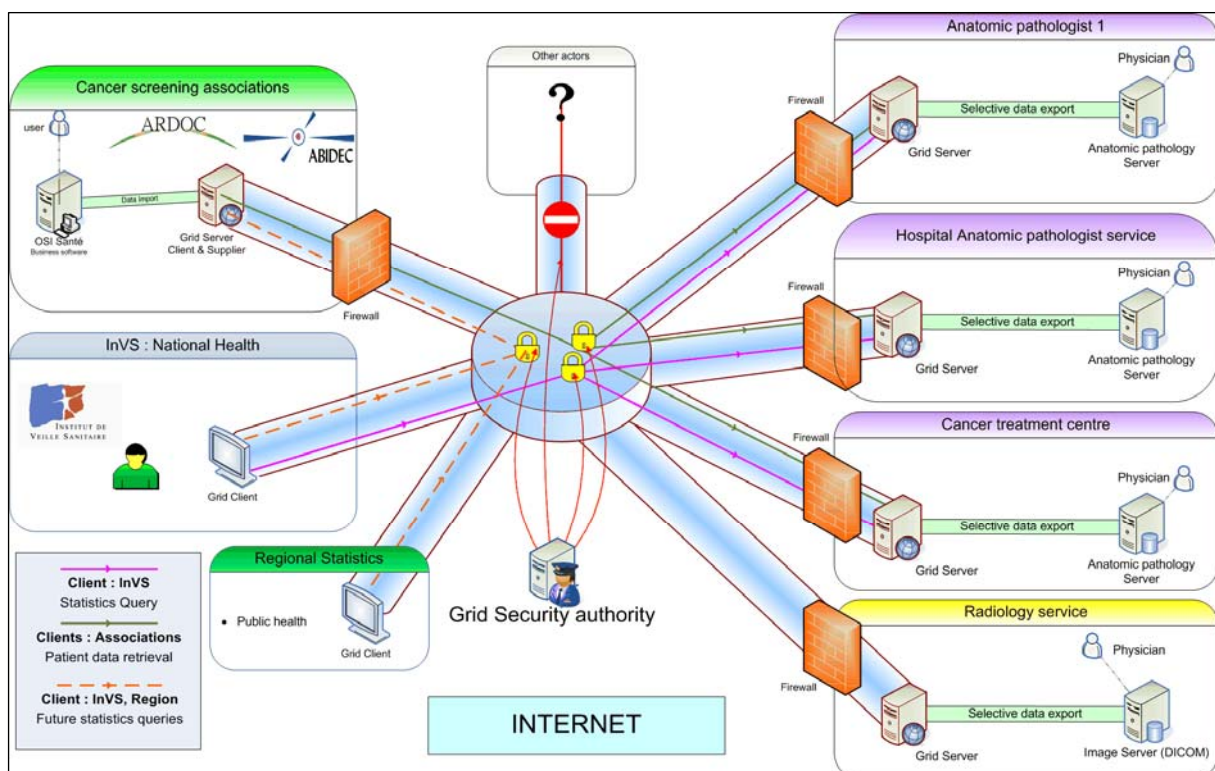 Cancer screening associations
user
ARDOC
ABIDEC
Data Import
OSI Santé
Business software
Grid Server
Client & Supplier
Firewall
Other actors
?
InVS : National Health
INSTITUT DE
VEILLE SANITAIRE
Grid Client
Regional Statistics
• Public health
Grid Client
Client : InVS
Statistics Query
Clients : Associations
Patient data retrieval
Client : InVS, Region
Future statistics queries
Grid Security authority
INTERNET
Anatomic pathologist 1
Physician
Firewall
Selective data export
Grid Server
Anatomic pathology
Server
Hospital Anatomic pathologist service
Physician
Firewall
Selective data export
Grid Server
Anatomic pathology
Server
Cancer treatment centre
Physician
Firewall
Selective data export
Grid Server
Anatomic pathology
Server
Radiology service
Physician
Firewall
Selective data export
Grid Server
Image Server (DICOM)